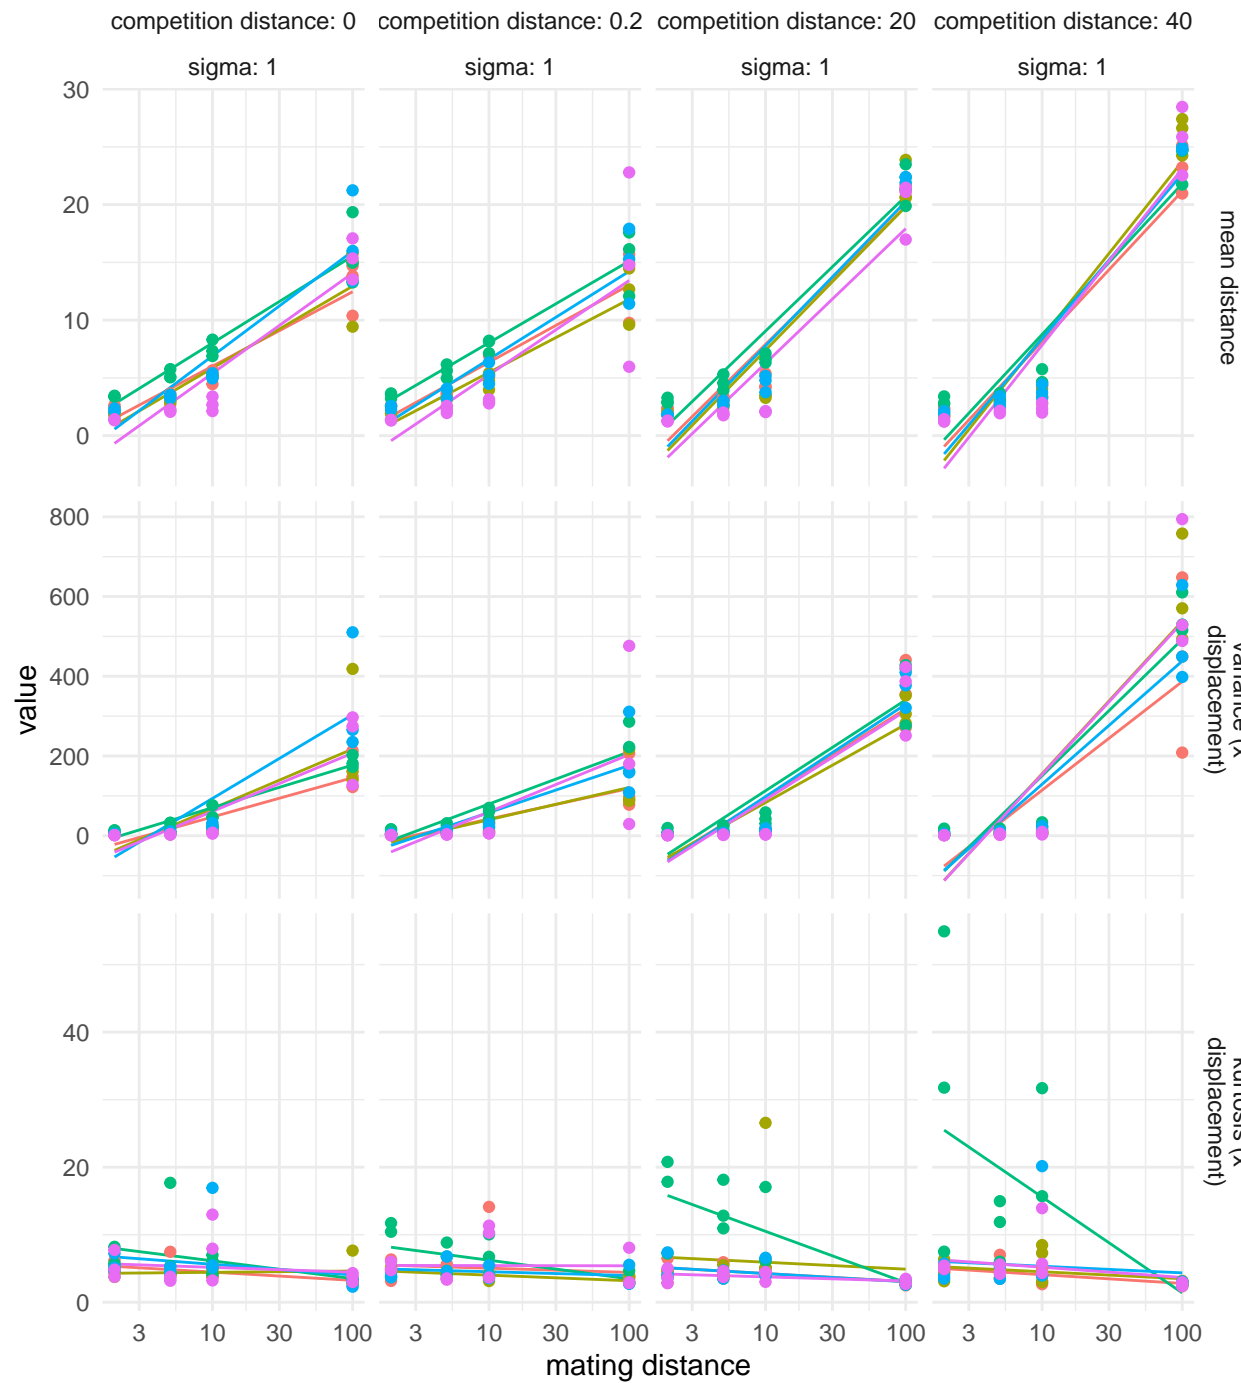 competition distance: 0 competition distance: 0.2 competition distance: 20 competition distance: 40
sigma: 1 sigma: 1 sigma: 1 sigma: 1
30
20
10
0
mean distance
800
600
400
200
0
variance (x
displacement)
value
40
20
0
kurtosis (x
displacement)
3 10 30 100 3 10 30 100 3 10 30 100 3 10 30 100
mating distance